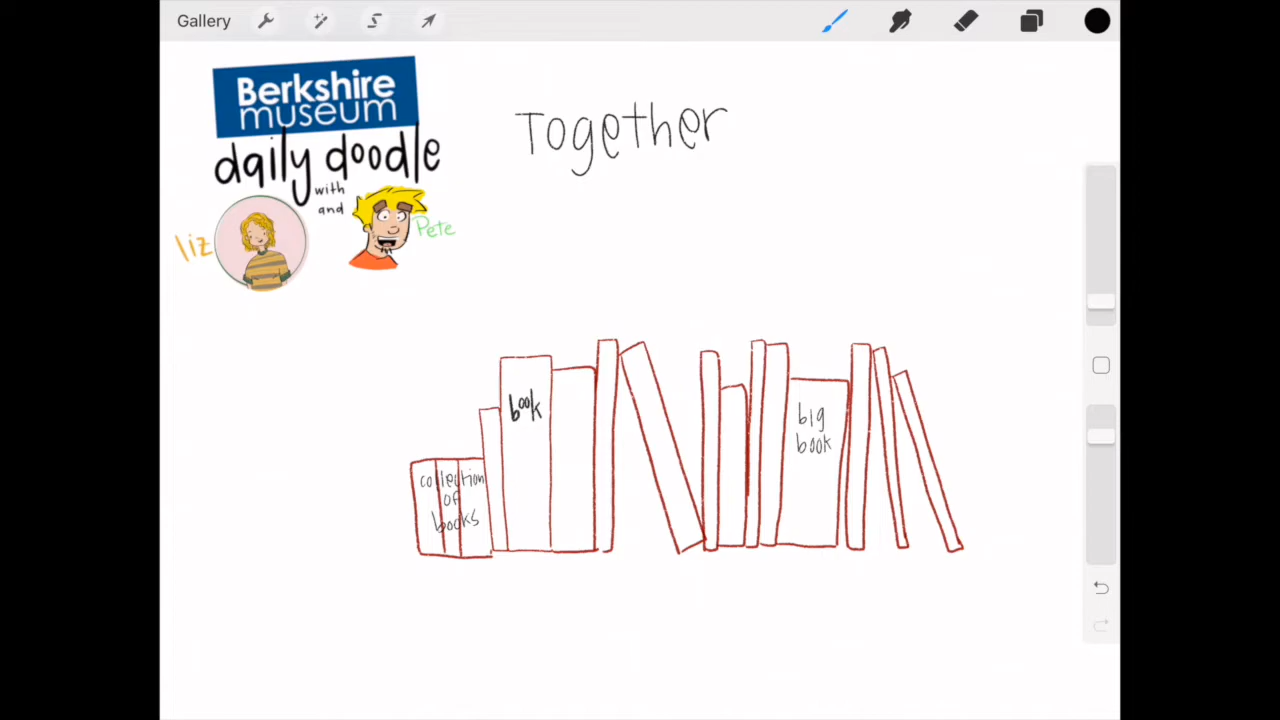 Gallery
Berkshire
museum
daily doodle
with
and
liz
Pete
Together
book
big
book
collection
of
books